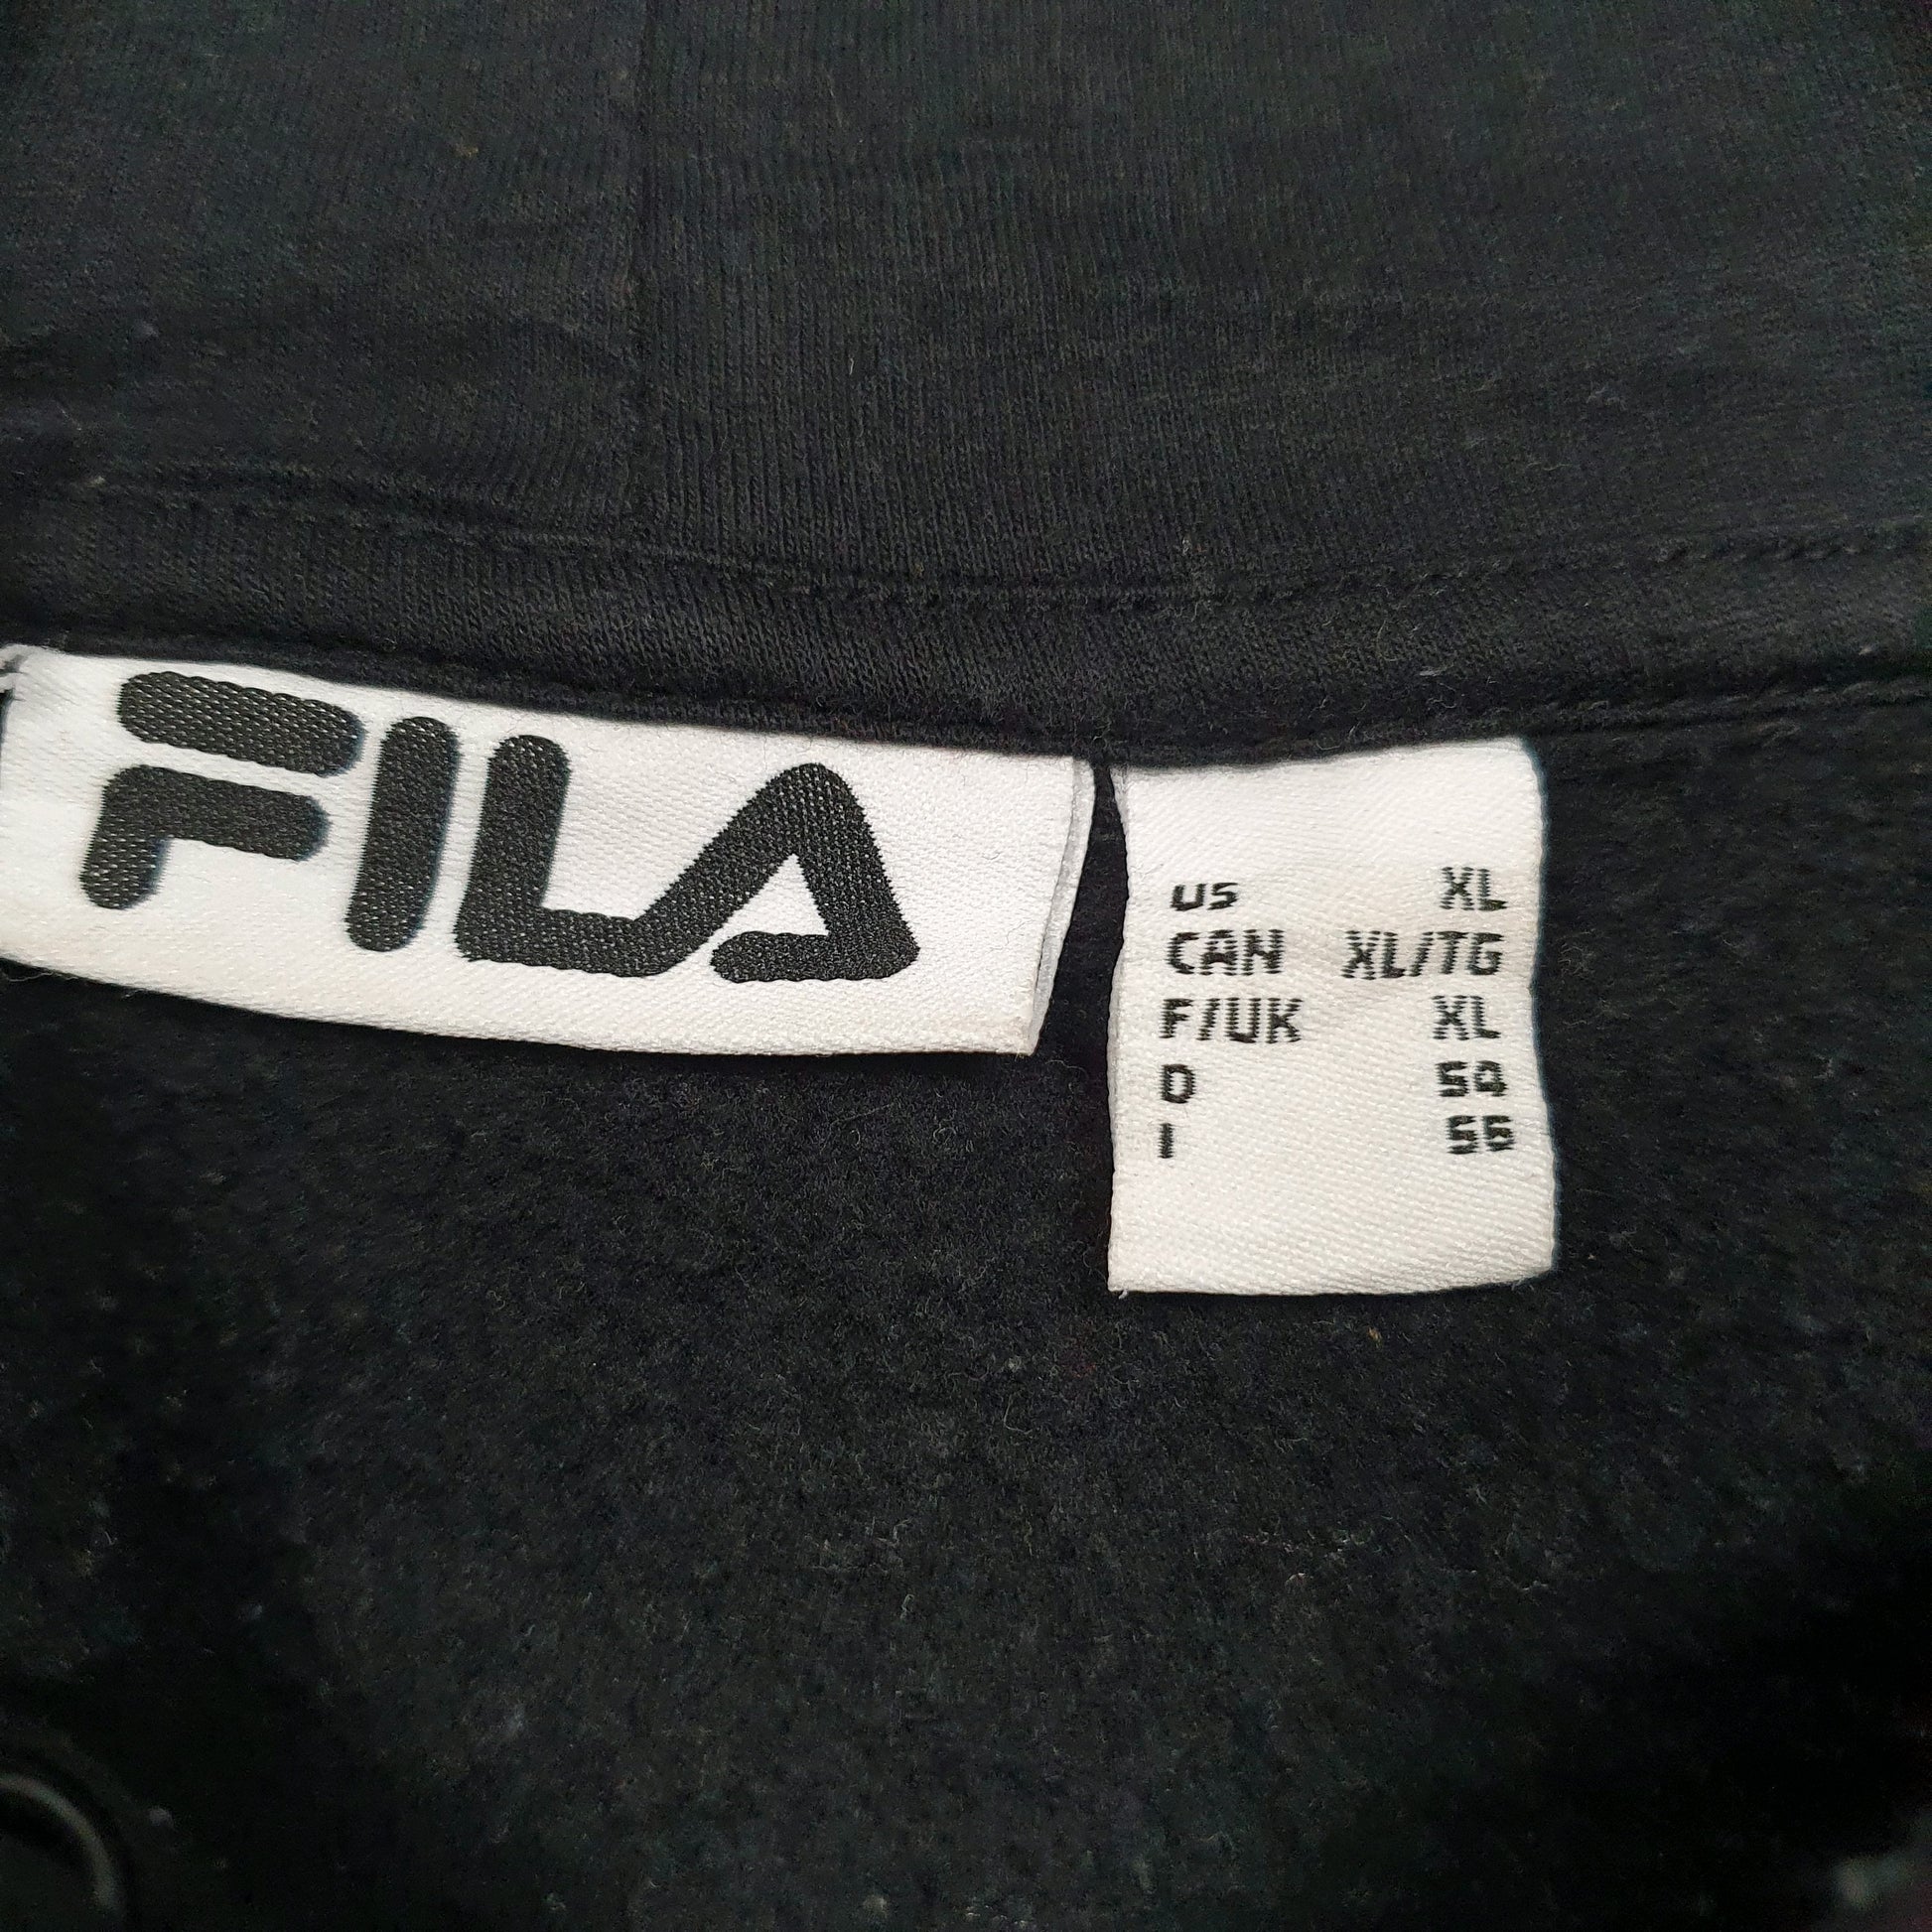 FILA
US XL
CAN XL/TG
F/UK XL
D 54
I 56